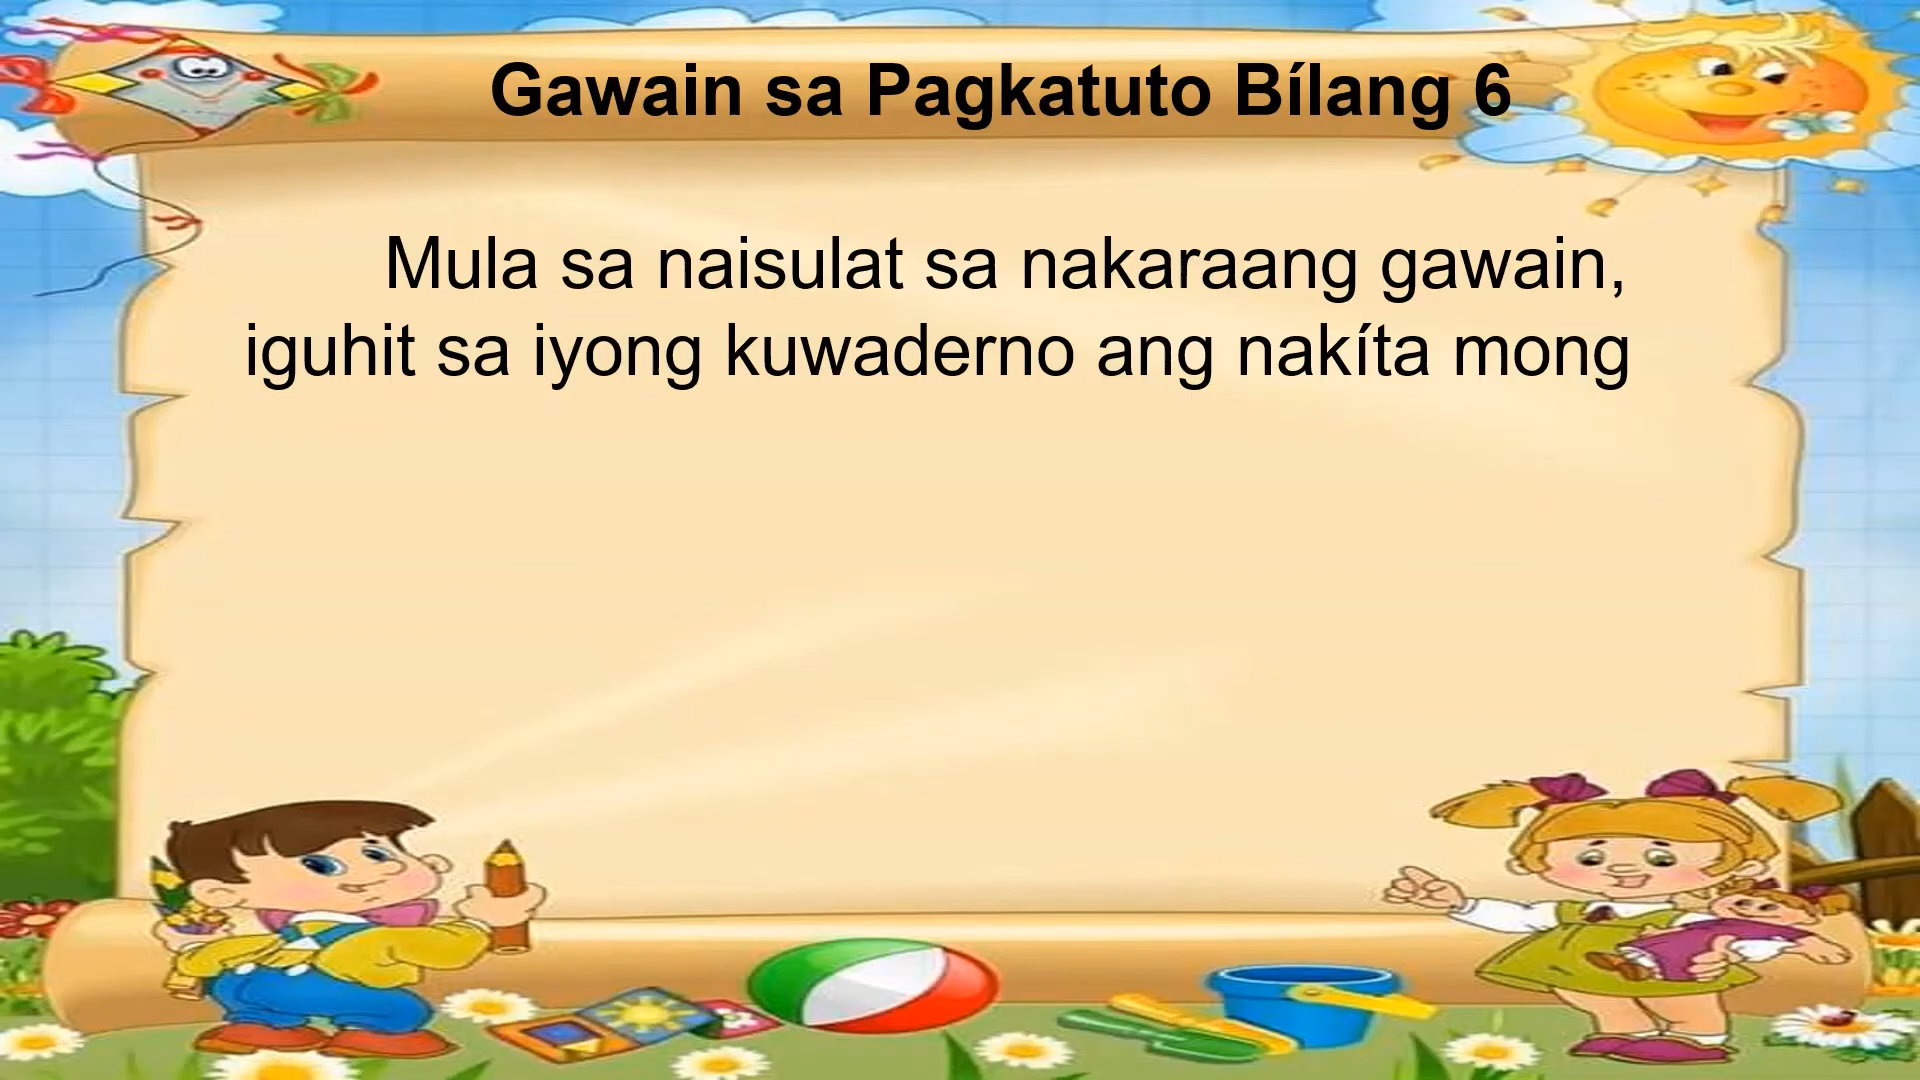 Gawain sa Pagkatuto Bílang 6
Mula sa naisulat sa nakaraang gawain,
iguhit sa iyong kuwaderno ang nakíta mong